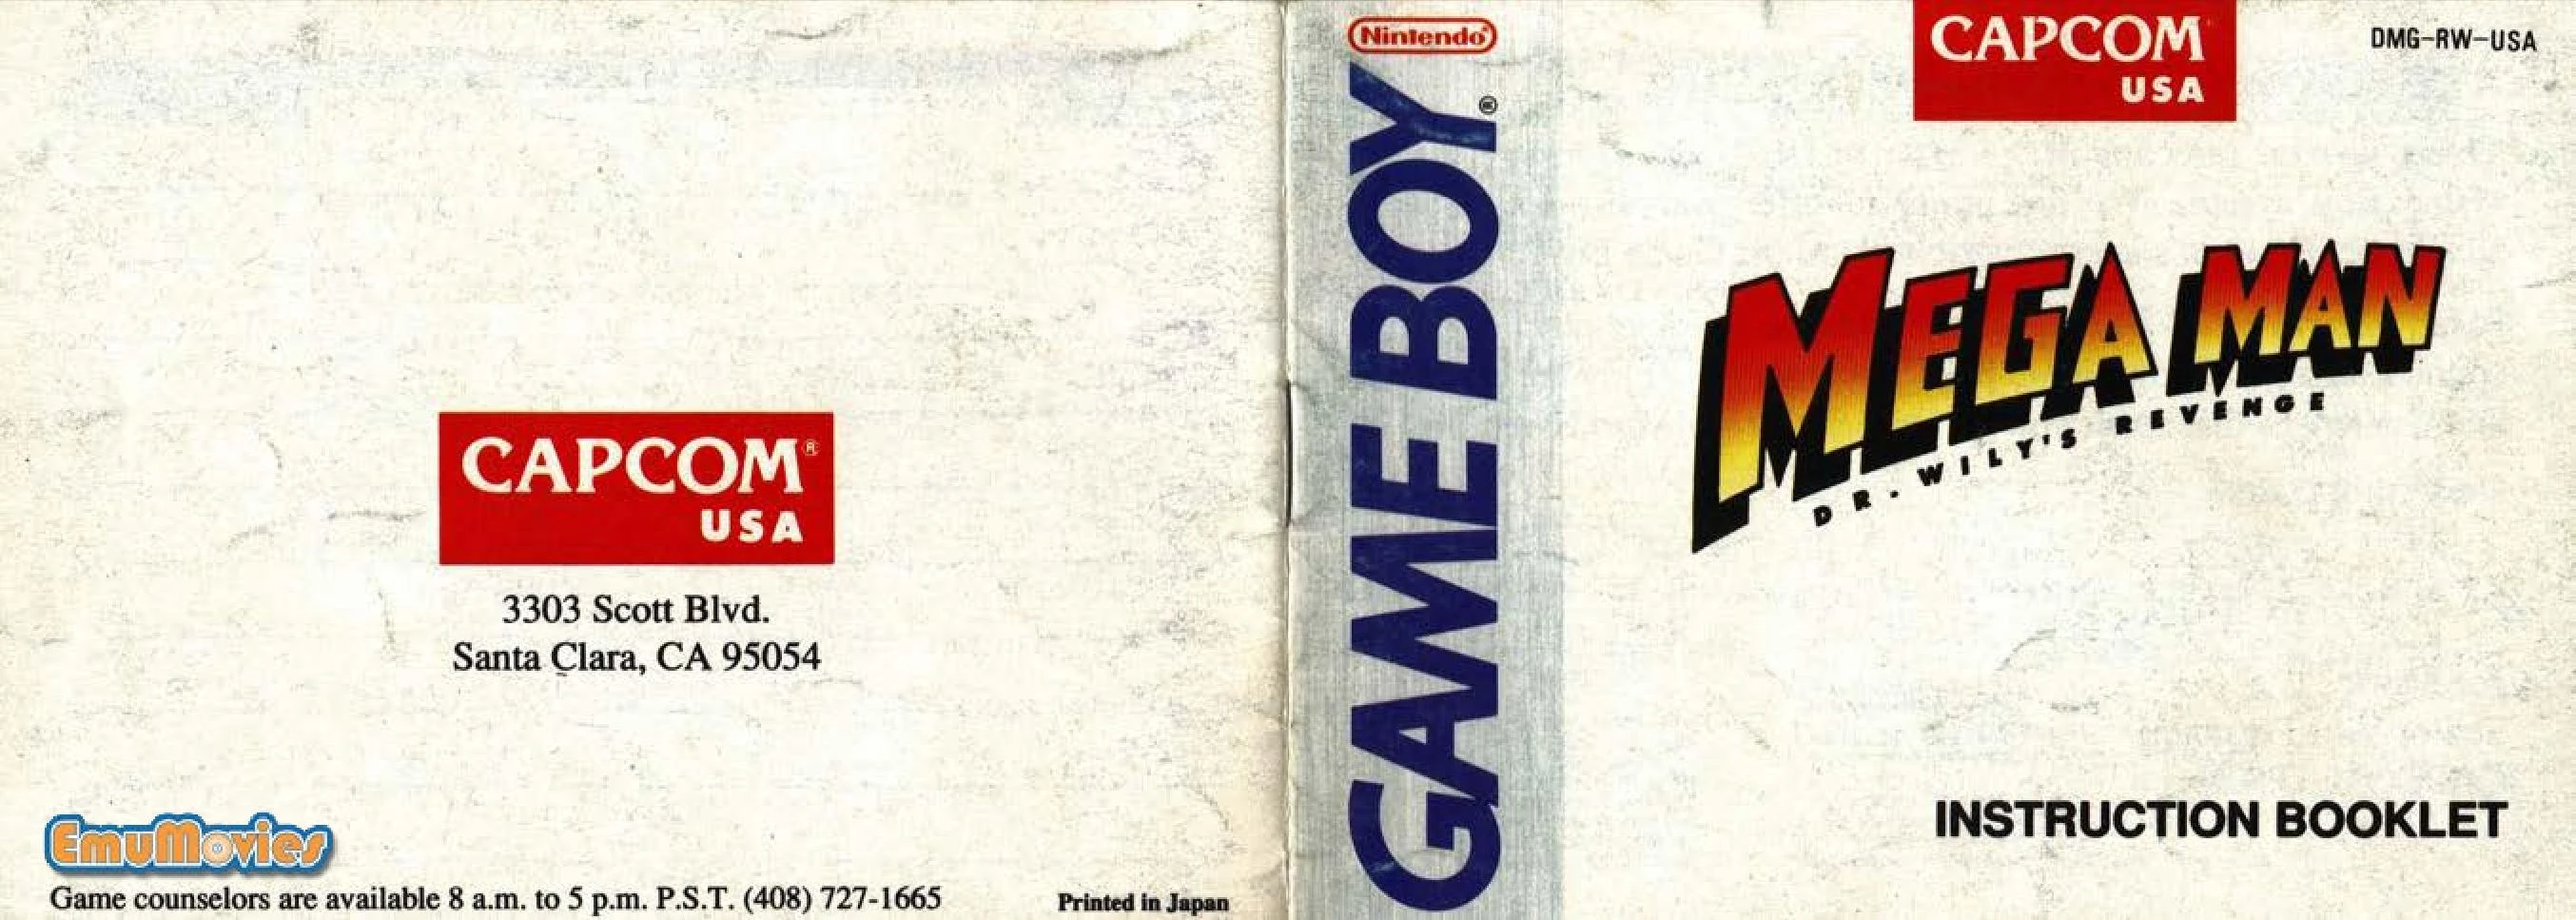 CAPCOM®
USA
3303 Scott Blvd.
Santa Clara, CA 95054
EmuMovies
Game counselors are available 8 a.m. to 5 p.m. P.S.T. (408) 727-1665
Printed in Japan
Nintendo®
GAME BOY®
CAPCOM
USA
DMG-RW-USA
MEGA MAN
DR. WILY'S REVENGE
INSTRUCTION BOOKLET